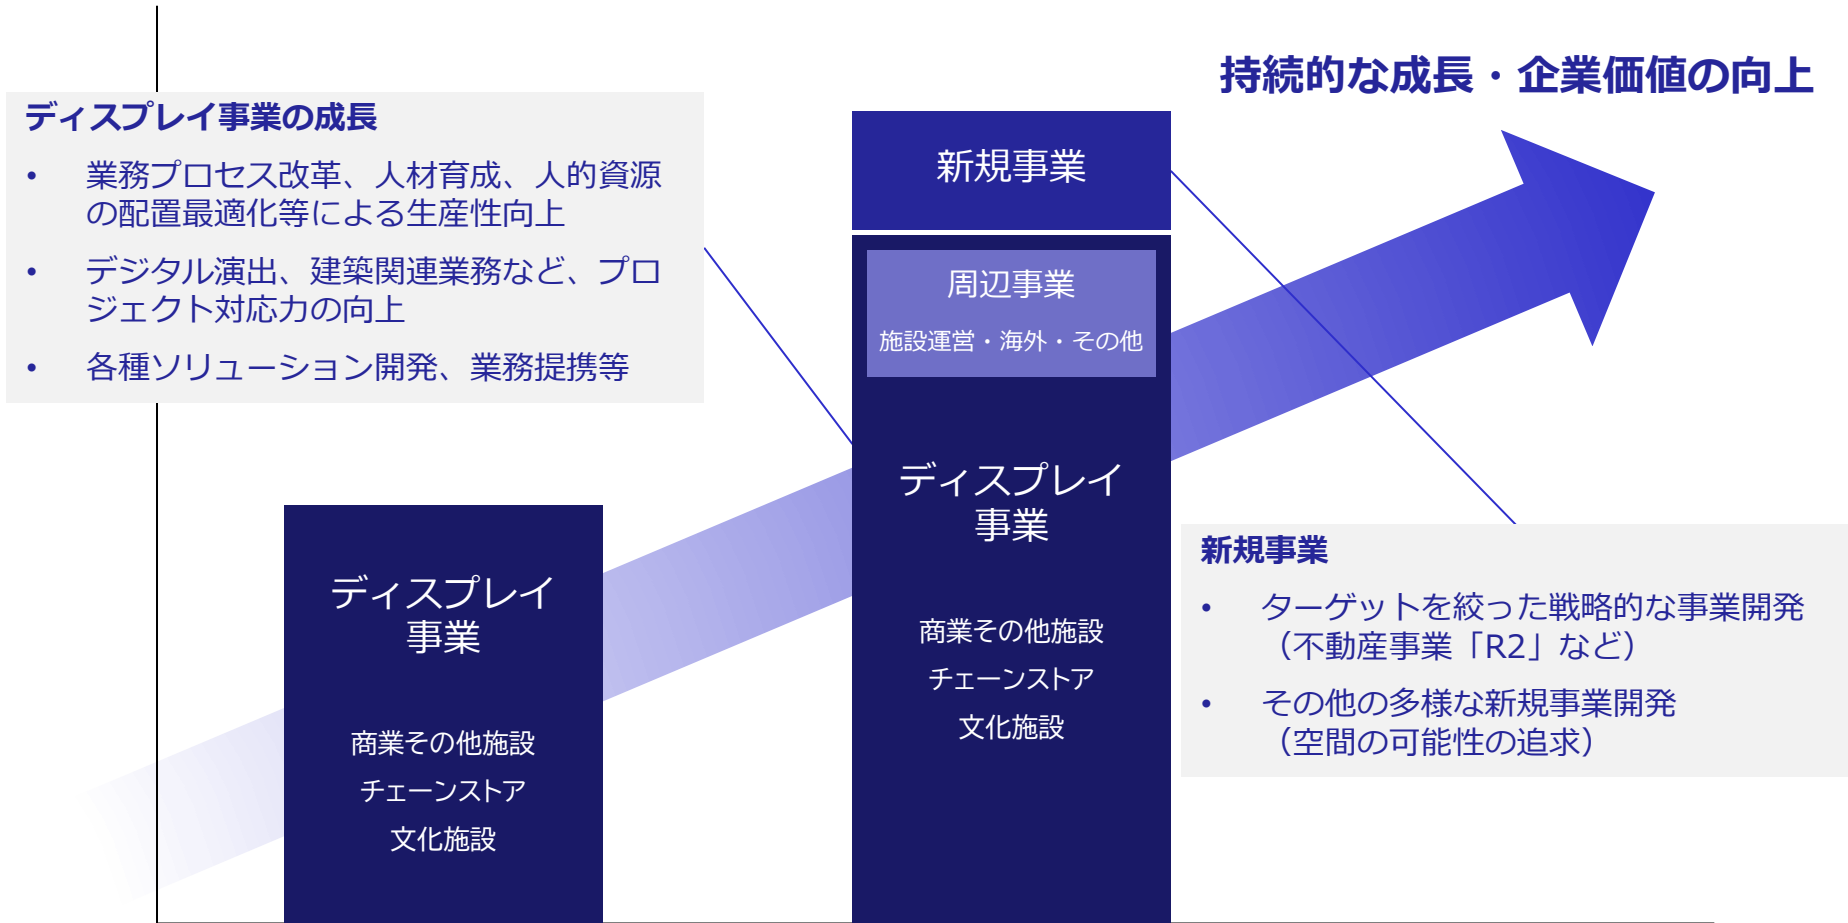 持続的な成長・企業価値の向上
ディスプレイ事業の成長
• 業務プロセス改革、人材育成、人的資源
の配置最適化等による生産性向上
• デジタル演出、建築関連業務など、プロ
ジェクト対応力の向上
• 各種ソリューション開発、業務提携等
ディスプレイ
事業
商業その他施設
チェーンストア
文化施設
新規事業
周辺事業
施設運営・海外・その他
ディスプレイ
事業
商業その他施設
チェーンストア
文化施設
新規事業
• ターゲットを絞った戦略的な事業開発
（不動産事業「R2」など）
• その他の多様な新規事業開発
（空間の可能性の追求）